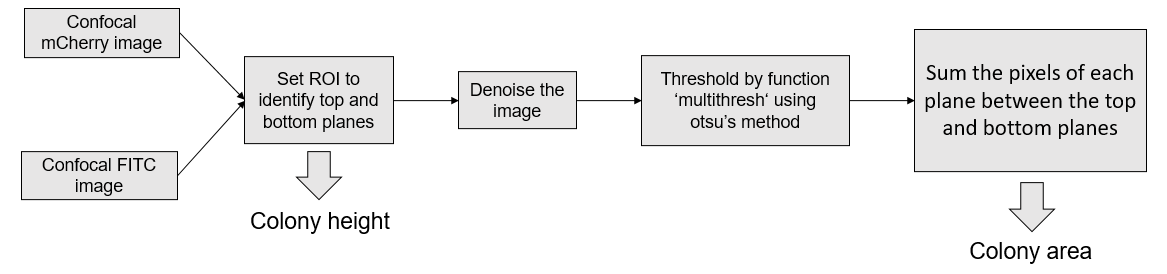 Confocal
mCherry image
Confocal FITC
image
Set ROI to
identify top and
bottom planes
Colony height
Denoise the
image
Threshold by function
‘multithresh‘ using
otsu’s method
Sum the pixels of each
plane between the top
and bottom planes
Colony area